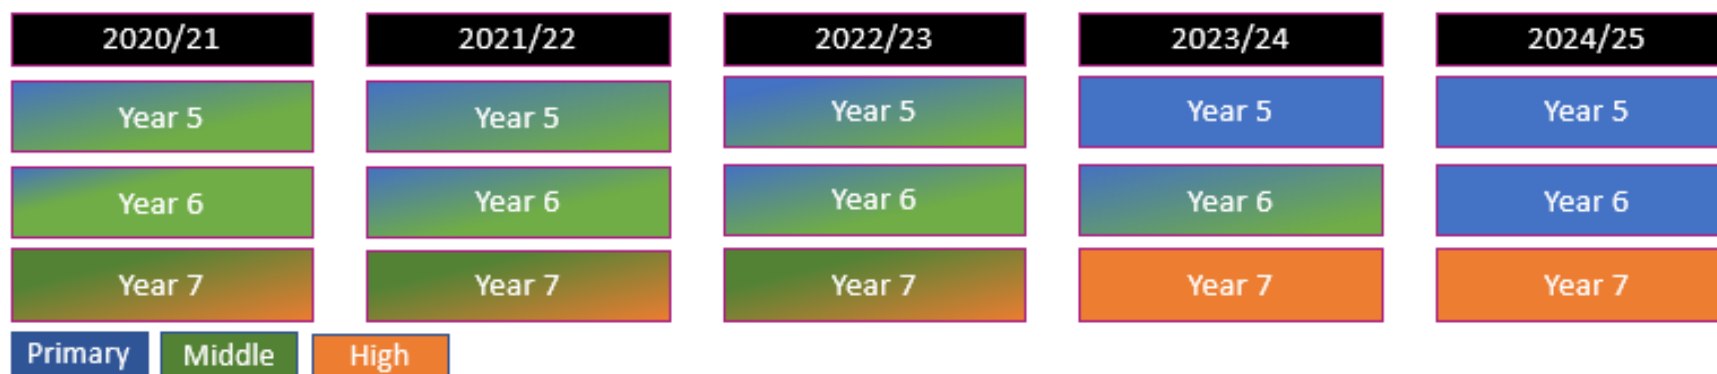 2020/21 2021/22 2022/23 2023/24 2024/25
Year 5 Year 5 Year 5 Year 5 Year 5
Year 6 Year 6 Year 6 Year 6 Year 6
Year 7 Year 7 Year 7 Year 7 Year 7
Primary Middle High